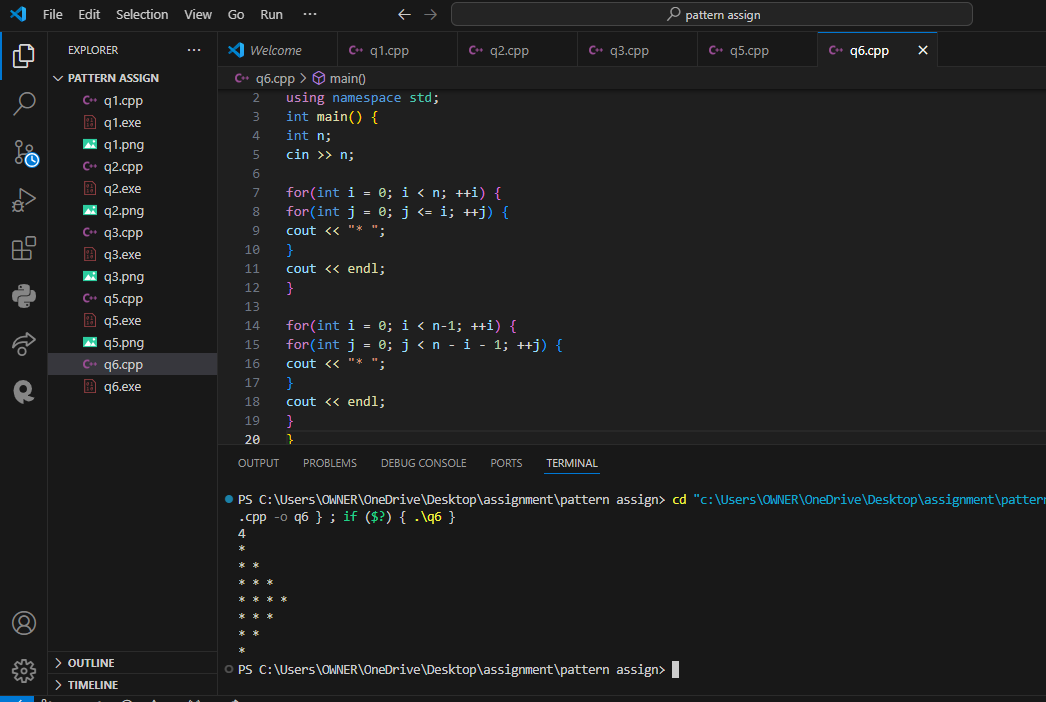 File Edit Selection View Go Run ··· pattern assign
EXPLORER ···
PATTERN ASSIGN
C++ q1.cpp
q1.exe
q1.png
C++ q2.cpp
q2.exe
q2.png
C++ q3.cpp
q3.exe
q3.png
C++ q5.cpp
q5.exe
q5.png
C++ q6.cpp
q6.exe
OUTLINE
TIMELINE
Welcome C++ q1.cpp C++ q2.cpp C++ q3.cpp C++ q5.cpp C++ q6.cpp
C++ q6.cpp > main()
2 using namespace std;
3 int main() {
4 int n;
5 cin >> n;
6
7 for(int i = 0; i < n; ++i) {
8 for(int j = 0; j <= i; ++j) {
9 cout << "* ";
10 }
11 cout << endl;
12 }
13
14 for(int i = 0; i < n-1; ++i) {
15 for(int j = 0; j < n - i - 1; ++j) {
16 cout << "* ";
17 }
18 cout << endl;
19 }
20 }
OUTPUT PROBLEMS DEBUG CONSOLE PORTS TERMINAL
PS C:\Users\OWNER\OneDrive\Desktop\assignment\pattern assign> cd "c:\Users\OWNER\OneDrive\Desktop\assignment\pattern
.cpp -o q6 } ; if ($?) { .\q6 }
4
*
* *
* * *
* * * *
* * *
* *
*
PS C:\Users\OWNER\OneDrive\Desktop\assignment\pattern assign>